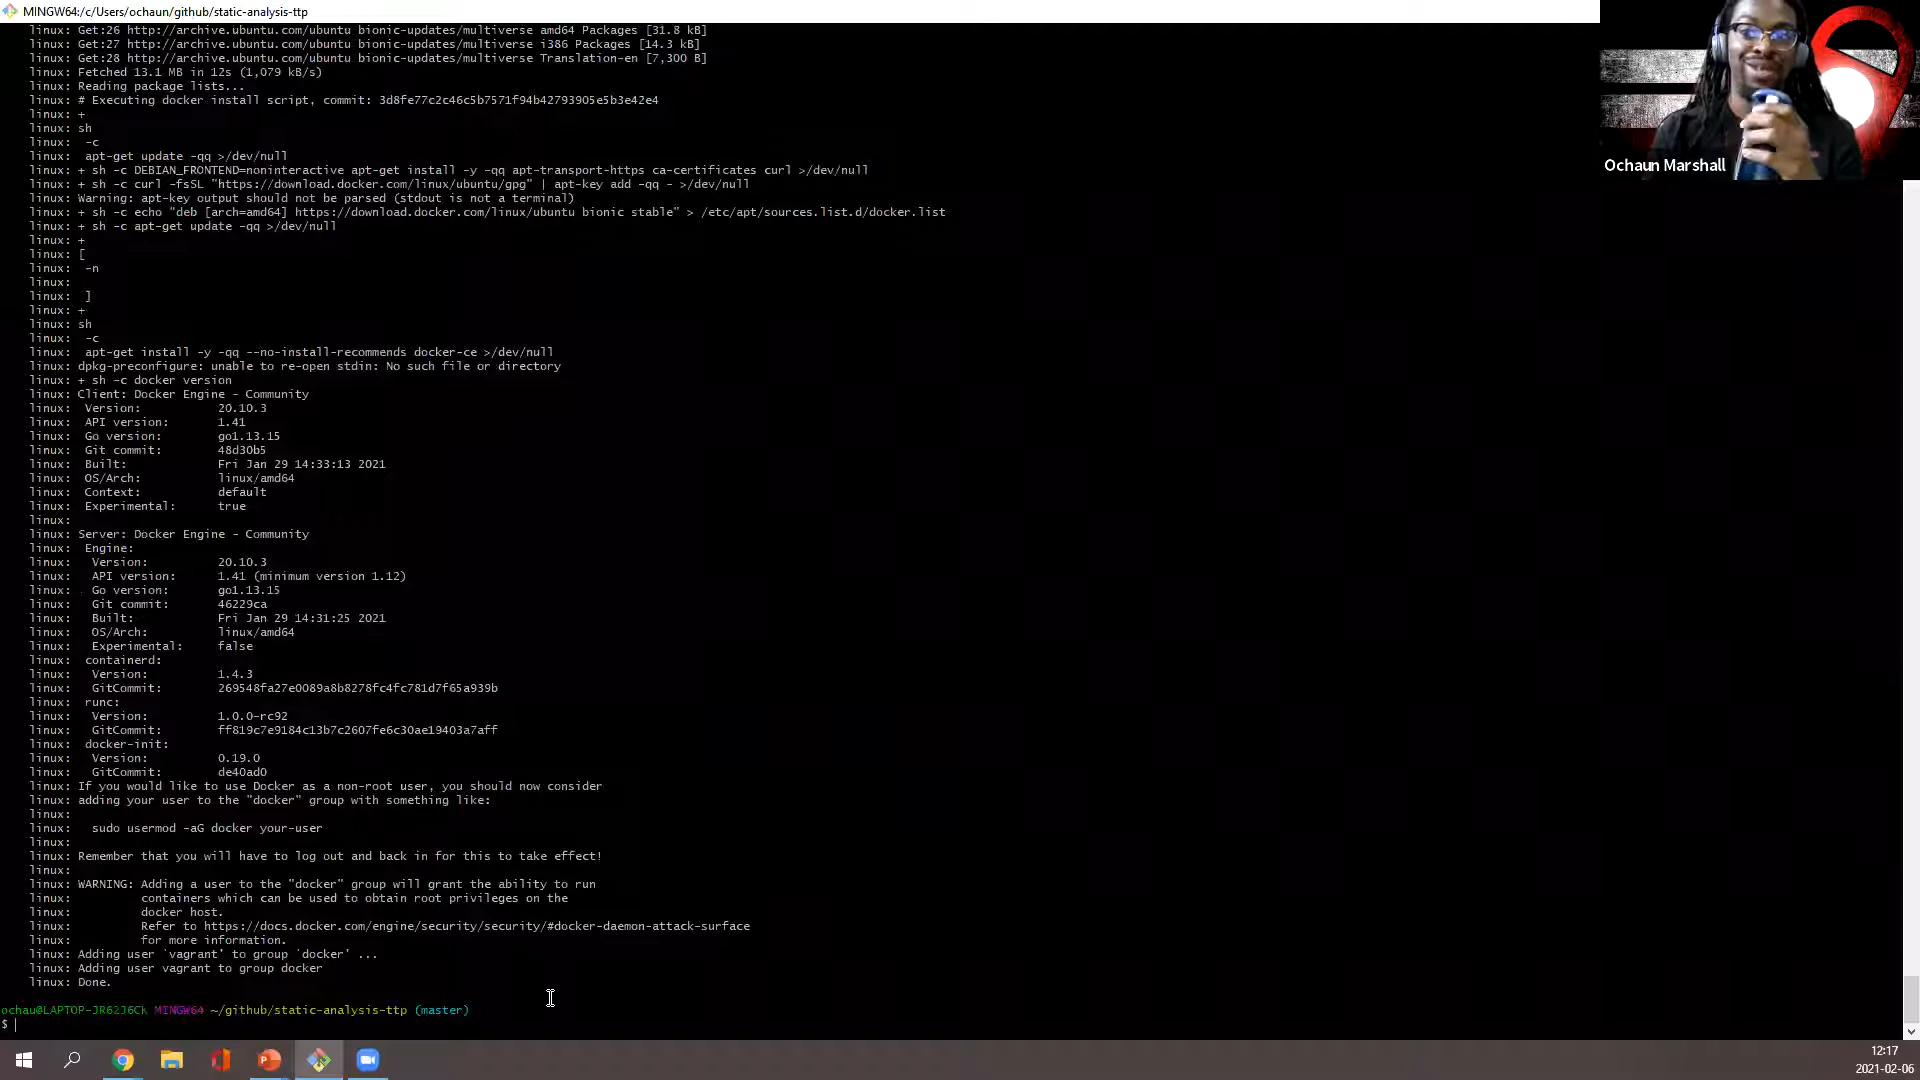 MINGW64:/c/Users/ochaun/github/static-analysis-ttp
linux: Get:26 http://archive.ubuntu.com/ubuntu bionic-updates/multiverse amd64 Packages [31.8 kB]
linux: Get:27 http://archive.ubuntu.com/ubuntu bionic-updates/multiverse i386 Packages [14.3 kB]
linux: Get:28 http://archive.ubuntu.com/ubuntu bionic-updates/multiverse Translation-en [7,300 B]
linux: Fetched 13.1 MB in 12s (1,079 kB/s)
linux: Reading package lists...
linux: # Executing docker install script, commit: 3d8fe77c2c46c5b7571f94b42793905e5b3e42e4
linux: +
linux: sh
linux:  -c
linux:  apt-get update -qq >/dev/null
linux: + sh -c DEBIAN_FRONTEND=noninteractive apt-get install -y -qq apt-transport-https ca-certificates curl >/dev/null
linux: + sh -c curl -fsSL "https://download.docker.com/linux/ubuntu/gpg" | apt-key add -qq - >/dev/null
linux: Warning: apt-key output should not be parsed (stdout is not a terminal)
linux: + sh -c echo "deb [arch=amd64] https://download.docker.com/linux/ubuntu bionic stable" > /etc/apt/sources.list.d/docker.list
linux: + sh -c apt-get update -qq >/dev/null
linux: +
linux: [
linux:  -n
linux:
linux:  ]
linux: +
linux: sh
linux:  -c
linux:  apt-get install -y -qq --no-install-recommends docker-ce >/dev/null
linux: dpkg-preconfigure: unable to re-open stdin: No such file or directory
linux: + sh -c docker version
linux: Client: Docker Engine - Community
linux:  Version:           20.10.3
linux:  API version:       1.41
linux:  Go version:        go1.13.15
linux:  Git commit:        48d30b5
linux:  Built:             Fri Jan 29 14:33:13 2021
linux:  OS/Arch:           linux/amd64
linux:  Context:           default
linux:  Experimental:      true
linux:
linux: Server: Docker Engine - Community
linux:  Engine:
linux:   Version:          20.10.3
linux:   API version:      1.41 (minimum version 1.12)
linux:   Go version:       go1.13.15
linux:   Git commit:       46229ca
linux:   Built:            Fri Jan 29 14:31:25 2021
linux:   OS/Arch:          linux/amd64
linux:   Experimental:     false
linux:  containerd:
linux:   Version:          1.4.3
linux:   GitCommit:        269548fa27e0089a8b8278fc4fc781d7f65a939b
linux:  runc:
linux:   Version:          1.0.0-rc92
linux:   GitCommit:        ff819c7e9184c13b7c2607fe6c30ae19403a7aff
linux:  docker-init:
linux:   Version:          0.19.0
linux:   GitCommit:        de40ad0
linux: If you would like to use Docker as a non-root user, you should now consider
linux: adding your user to the "docker" group with something like:
linux:
linux:   sudo usermod -aG docker your-user
linux:
linux: Remember that you will have to log out and back in for this to take effect!
linux:
linux: WARNING: Adding a user to the "docker" group will grant the ability to run
linux:          containers which can be used to obtain root privileges on the
linux:          docker host.
linux:          Refer to https://docs.docker.com/engine/security/security/#docker-daemon-attack-surface
linux:          for more information.
linux: Adding user `vagrant' to group `docker' ...
linux: Adding user vagrant to group docker
linux: Done.
ochau@LAPTOP-JR62J6Ck MINGW64 ~/github/static-analysis-ttp (master)
$
Ochaun Marshall
12:17
2021-02-06